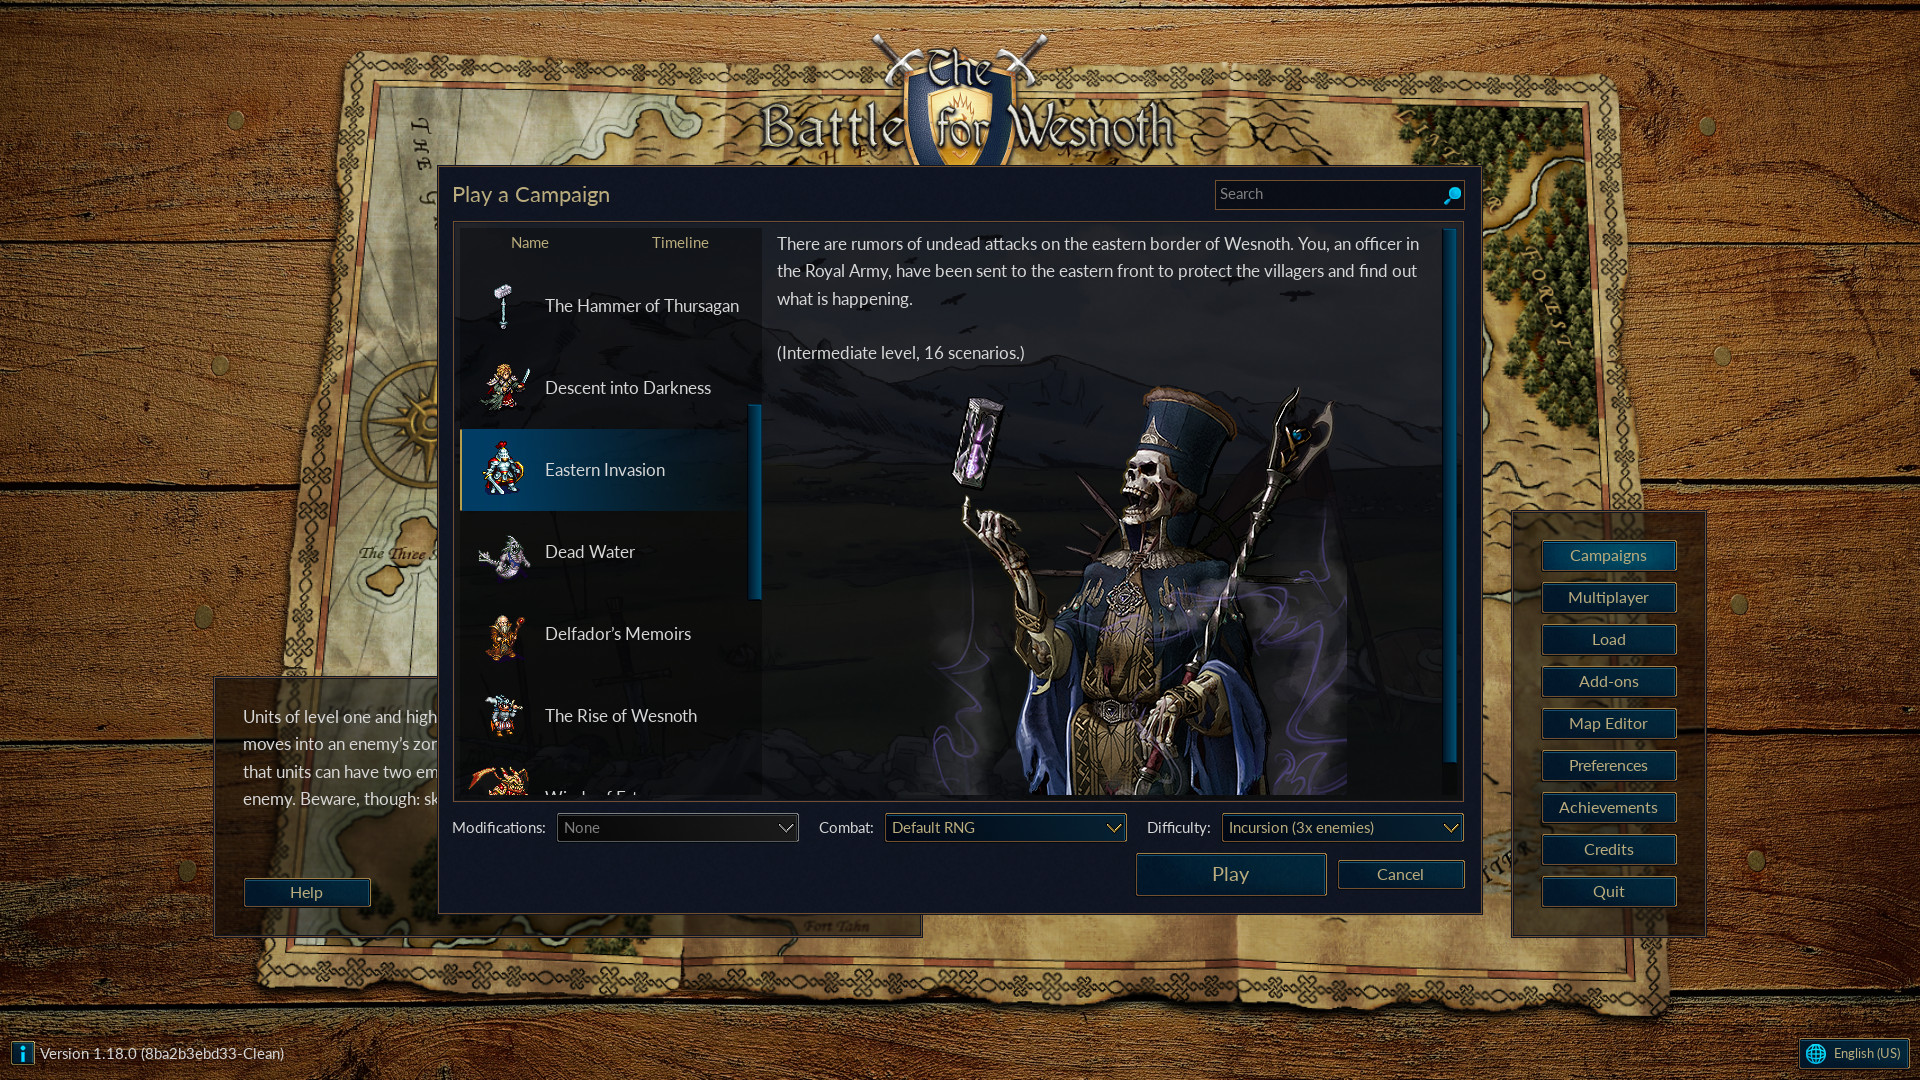 The
Battle for Wesnoth
Play a Campaign
Search
Name
Timeline
The Hammer of Thursagan
Descent into Darkness
Eastern Invasion
Dead Water
Delfador’s Memoirs
The Rise of Wesnoth
There are rumors of undead attacks on the eastern border of Wesnoth. You, an officer in
the Royal Army, have been sent to the eastern front to protect the villagers and find out
what is happening.
(Intermediate level, 16 scenarios.)
Modifications:
None
Combat:
Default RNG
Difficulty:
Incursion (3x enemies)
Play
Cancel
Units of level one and high
moves into an enemy’s zor
that units can have two em
enemy. Beware, though: sk
Help
Campaigns
Multiplayer
Load
Add-ons
Map Editor
Preferences
Achievements
Credits
Quit
THE
The Three
FOREST
Fort Tahn
Version 1.18.0 (8ba2b3ebd33-Clean)
English (US)